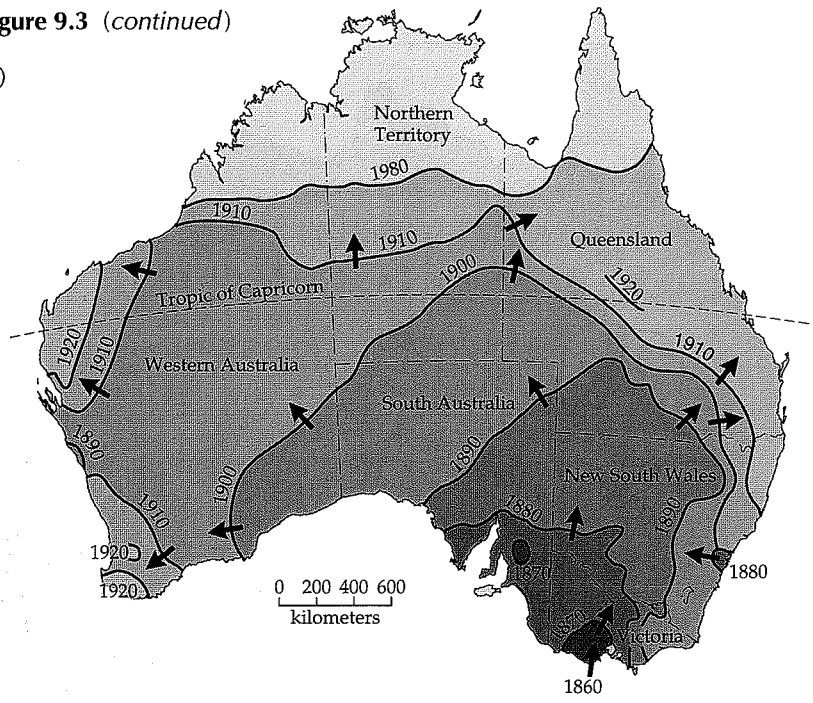 gure 9.3 (continued)
)
Northern
Territory
1980
1910
1910
Queensland
1900
1920
Tropic of Capricorn
1920
1910
1910
Western Australia
South Australia
1890
1890
New South Wales
1900
1910
1880
1890
1920
1870
1880
1920
0 200 400 600
kilometers
1870
Victoria
1860